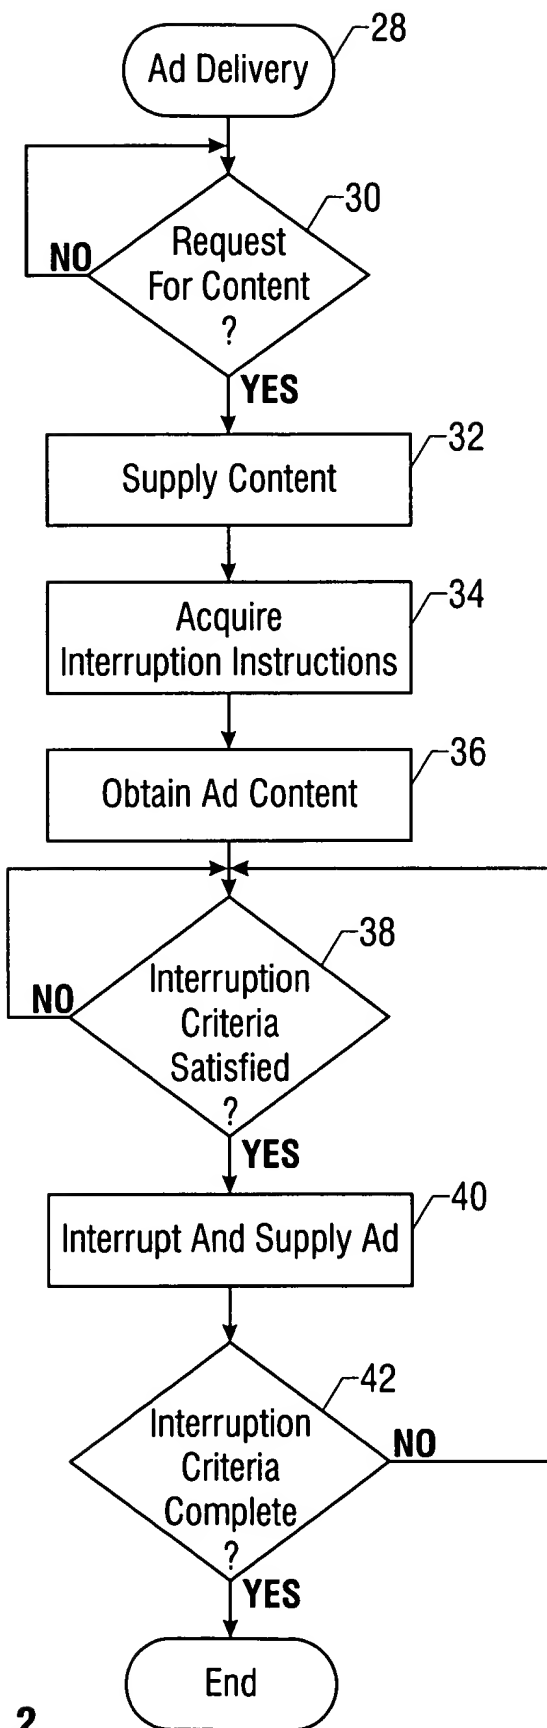 28
Ad Delivery
30
Request
For Content
?
NO
YES
32
Supply Content
34
Acquire
Interruption Instructions
36
Obtain Ad Content
38
Interruption
Criteria
Satisfied
?
NO
YES
40
Interrupt And Supply Ad
42
Interruption
Criteria
Complete
?
NO
YES
End
2